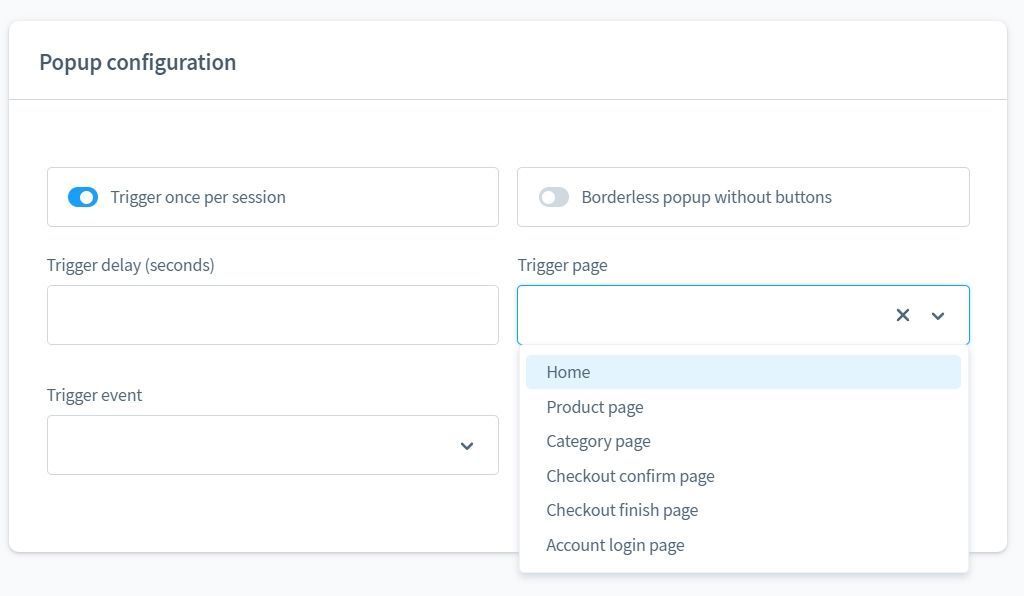 Popup configuration
Trigger once per session
Borderless popup without buttons
Trigger delay (seconds)
Trigger page
Home
Product page
Category page
Checkout confirm page
Checkout finish page
Account login page
Trigger event